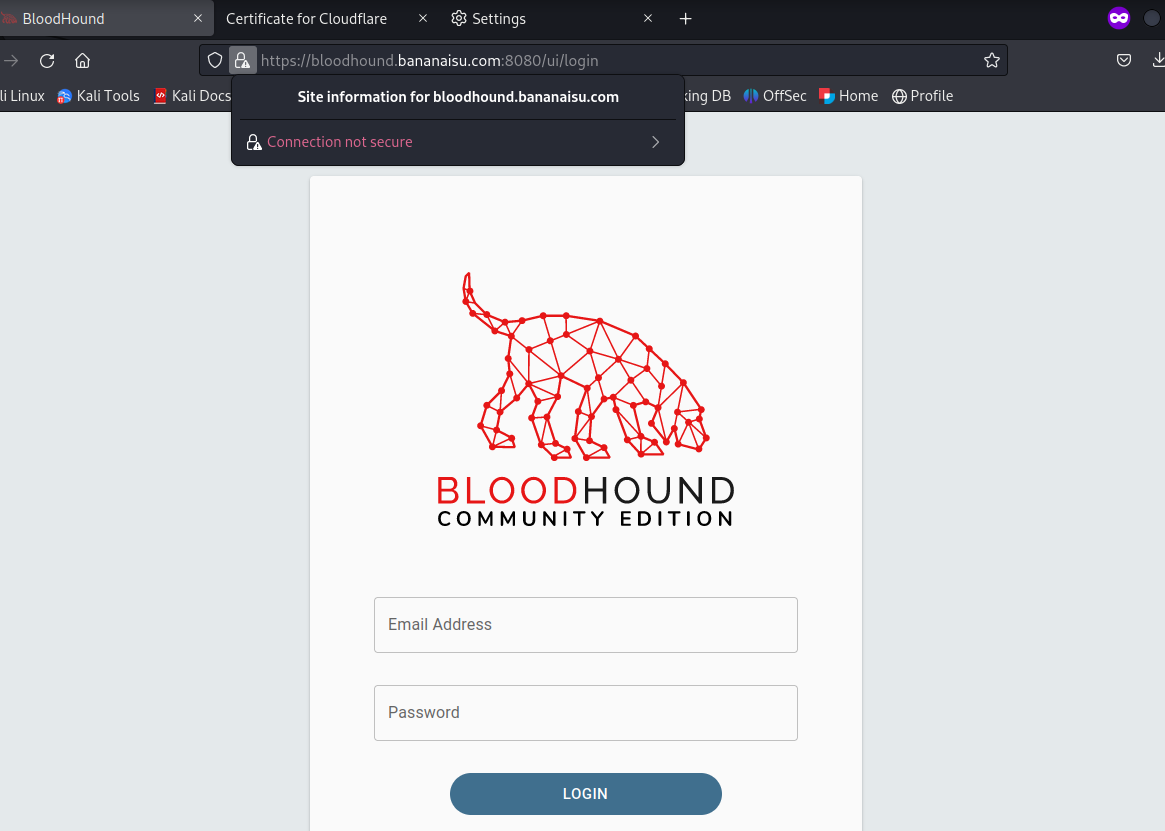 BloodHound
Certificate for Cloudflare
Settings
https://bloodhound.bananaisu.com:8080/ui/login
li Linux
Kali Tools
Kali Docs
king DB
OffSec
Home
Profile
Site information for bloodhound.bananaisu.com
Connection not secure
BLOODHOUND
COMMUNITY EDITION
Email Address
Password
LOGIN